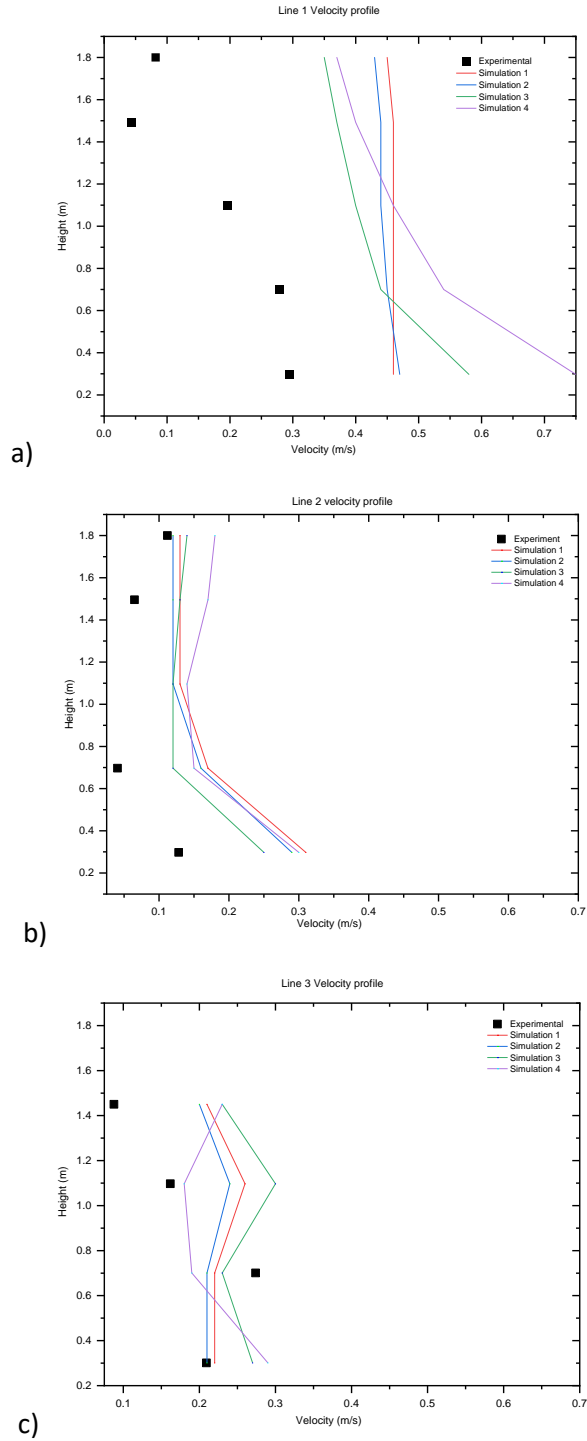 Line 1 Velocity profile
1.8
1.6
1.4
1.2
1.0
0.8
0.6
0.4
0.2
Height (m)
Experimental
Simulation 1
Simulation 2
Simulation 3
Simulation 4
0.0 0.1 0.2 0.3 0.4 0.5 0.6 0.7
Velocity (m/s)
a)
Line 2 velocity profile
1.8
1.6
1.4
1.2
1.0
0.8
0.6
0.4
0.2
Height (m)
Experiment
Simulation 1
Simulation 2
Simulation 3
Simulation 4
0.1 0.2 0.3 0.4 0.5 0.6 0.7
Velocity (m/s)
b)
Line 3 Velocity profile
1.8
1.6
1.4
1.2
1.0
0.8
0.6
0.4
0.2
Height (m)
Experimental
Simulation 1
Simulation 2
Simulation 3
Simulation 4
0.1 0.2 0.3 0.4 0.5 0.6 0.7
Velocity (m/s)
c)